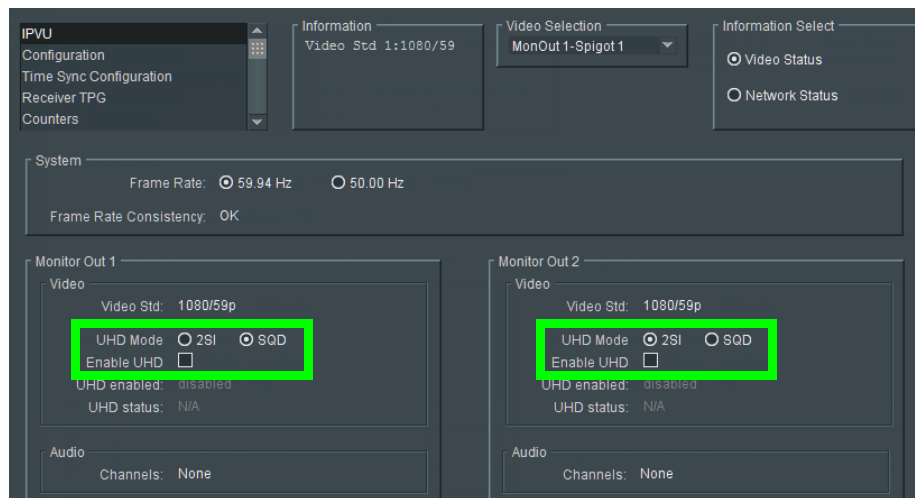 IPVU
Configuration
Time Sync Configuration
Receiver TPG
Counters
Information
Video Std 1:1080/59
Video Selection
MonOut 1-Spigot 1
Information Select
Video Status
Network Status
System
Frame Rate: 59.94 Hz 50.00 Hz
Frame Rate Consistency: OK
Monitor Out 1
Video
Video Std: 1080/59p
UHD Mode 2SI SQD
Enable UHD
UHD enabled: disabled
UHD status: N/A
Audio
Channels: None
Monitor Out 2
Video
Video Std: 1080/59p
UHD Mode 2SI SQD
Enable UHD
UHD enabled: disabled
UHD status: N/A
Audio
Channels: None